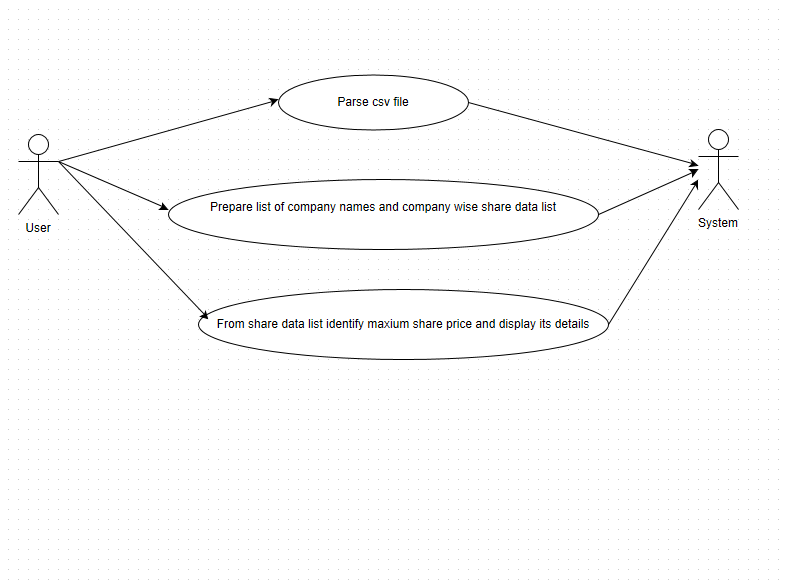 Parse csv file
User
Prepare list of company names and company wise share data list
System
From share data list identify maxium share price and display its details